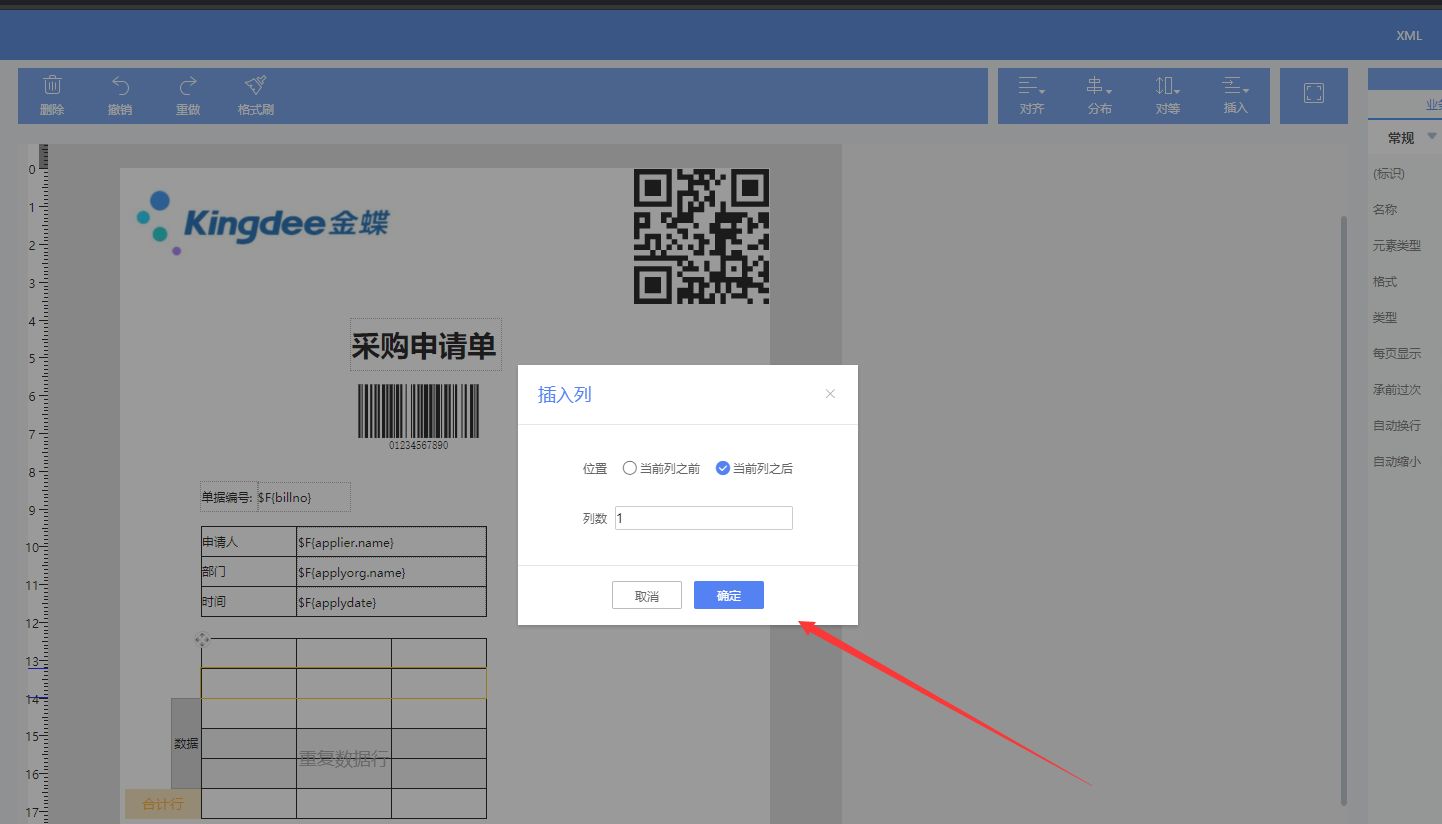 XML
删除
撤销
重做
格式刷
对齐
分布
对等
插入
常规
(标识)
名称
元素类型
格式
类型
每页显示
承前过次
自动换行
自动缩小
0
1
2
3
4
5
6
7
8
9
10
11
12
13
14
15
16
17
Kingdee金蝶
采购申请单
01234567890
单据编号: $F{billno}
申请人 $F{applier.name}
部门 $F{applyorg.name}
时间 $F{applydate}
数据
重复数据行
合计行
插入列
位置 当前列之前 当前列之后
列数 1
取消 确定